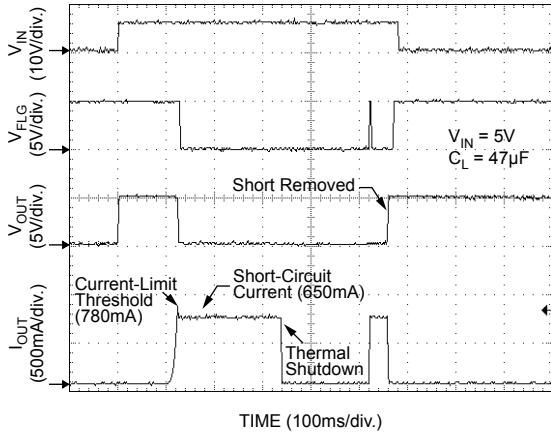 V_IN
(10V/div.)
V_FLG
(5V/div.)
V_IN = 5V
C_L = 47µF
V_OUT
(5V/div.)
Short Removed
I_OUT
(500mA/div.)
Current-Limit
Threshold
(780mA)
Short-Circuit
Current (650mA)
Thermal
Shutdown
TIME (100ms/div.)